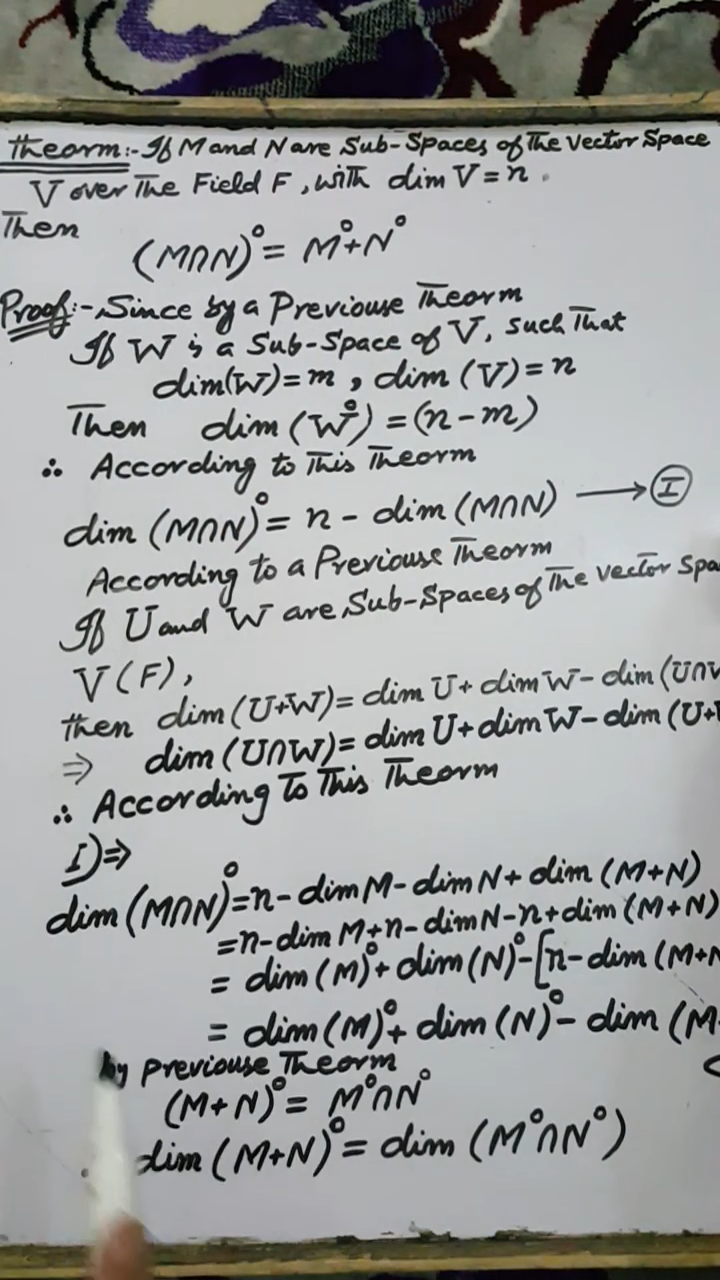 Theorm:- If M and N are Sub-Spaces of The Vector Space
V over The Field F, with dim V = n.
Then
(M∩N)° = M° + N°
Proof:- Since by a Previouse Theorm
If W is a Sub-Space of V, such That
dim(W) = m , dim (V) = n
Then dim (W°) = (n-m)
∴ According to This Theorm
dim (M∩N)° = n - dim (M∩N) → I
According to a Previouse Theorm
If U and W are Sub-Spaces of The vector Spa
V(F),
then dim (U+W) = dim U + dim W - dim (U∩W
⇒ dim (U∩W) = dim U + dim W - dim (U+
∴ According To This Theorm
I) ⇒
dim (M∩N)° = n - dim M - dim N + dim (M+N)
= n - dim M + n - dim N - n + dim (M+N)
= dim (M)° + dim (N)° - [n - dim (M+N
= dim (M)° + dim (N)° - dim (M
by Previouse Theorm
(M+N)° = M°∩N°
dim (M+N)° = dim (M°∩N°)